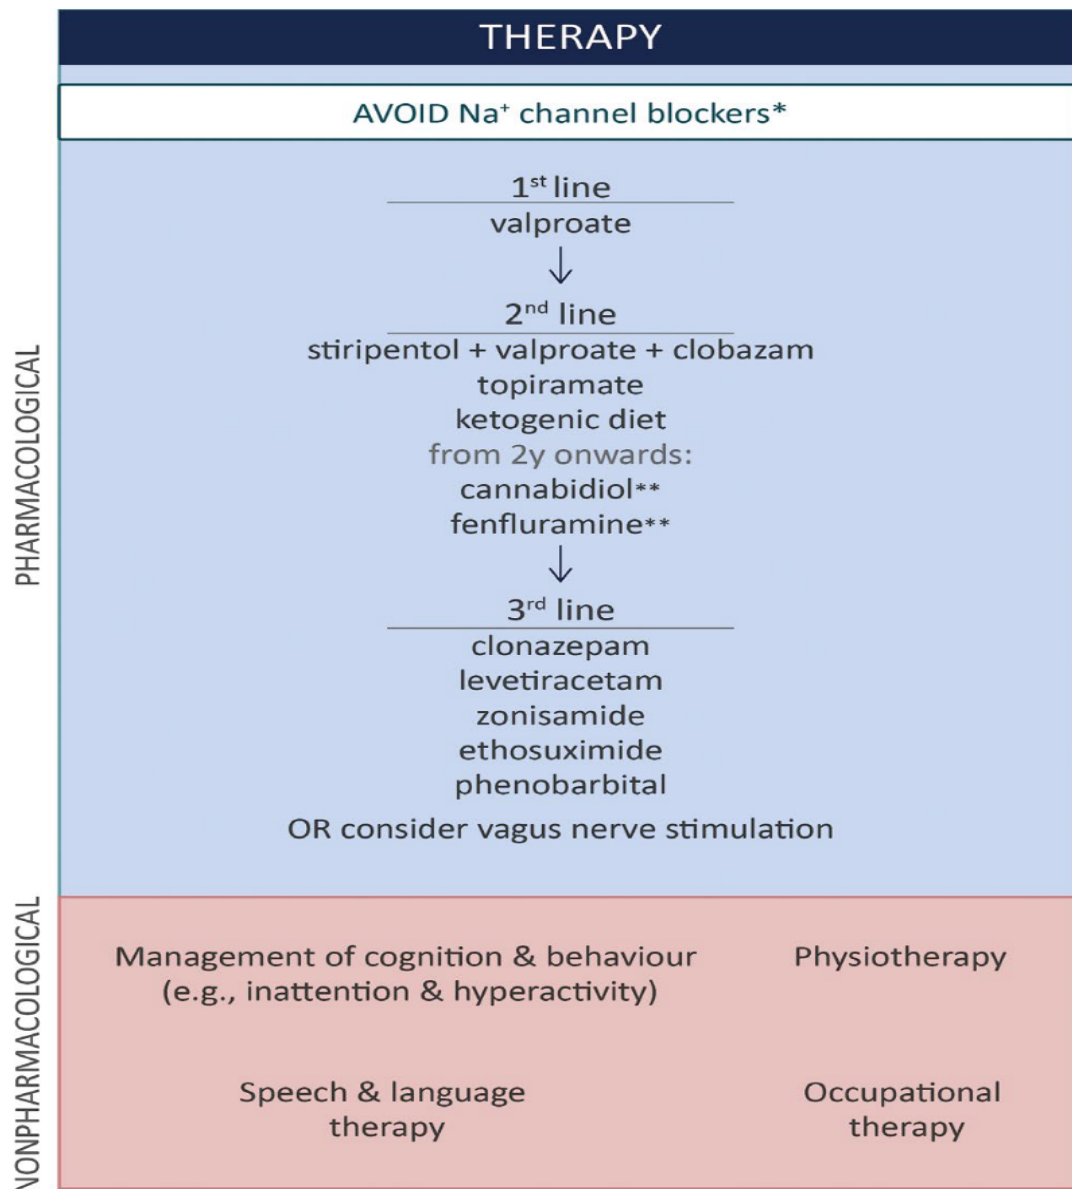 THERAPY
AVOID Na⁺ channel blockers*
1st line
valproate
↓
2nd line
stiripentol + valproate + clobazam
topiramate
ketogenic diet
from 2y onwards:
cannabidiol**
fenfluramine**
↓
3rd line
clonazepam
levetiracetam
zonisamide
ethosuximide
phenobarbital
OR consider vagus nerve stimulation
PHARMACOLOGICAL
Management of cognition & behaviour
(e.g., inattention & hyperactivity)
Physiotherapy
Speech & language
therapy
Occupational
therapy
NONPHARMACOLOGICAL